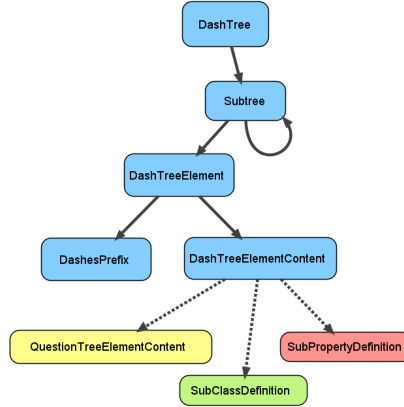 DashTree
Subtree
DashTreeElement
DashesPrefix
DashTreeElementContent
QuestionTreeElementContent
SubPropertyDefinition
SubClassDefinition